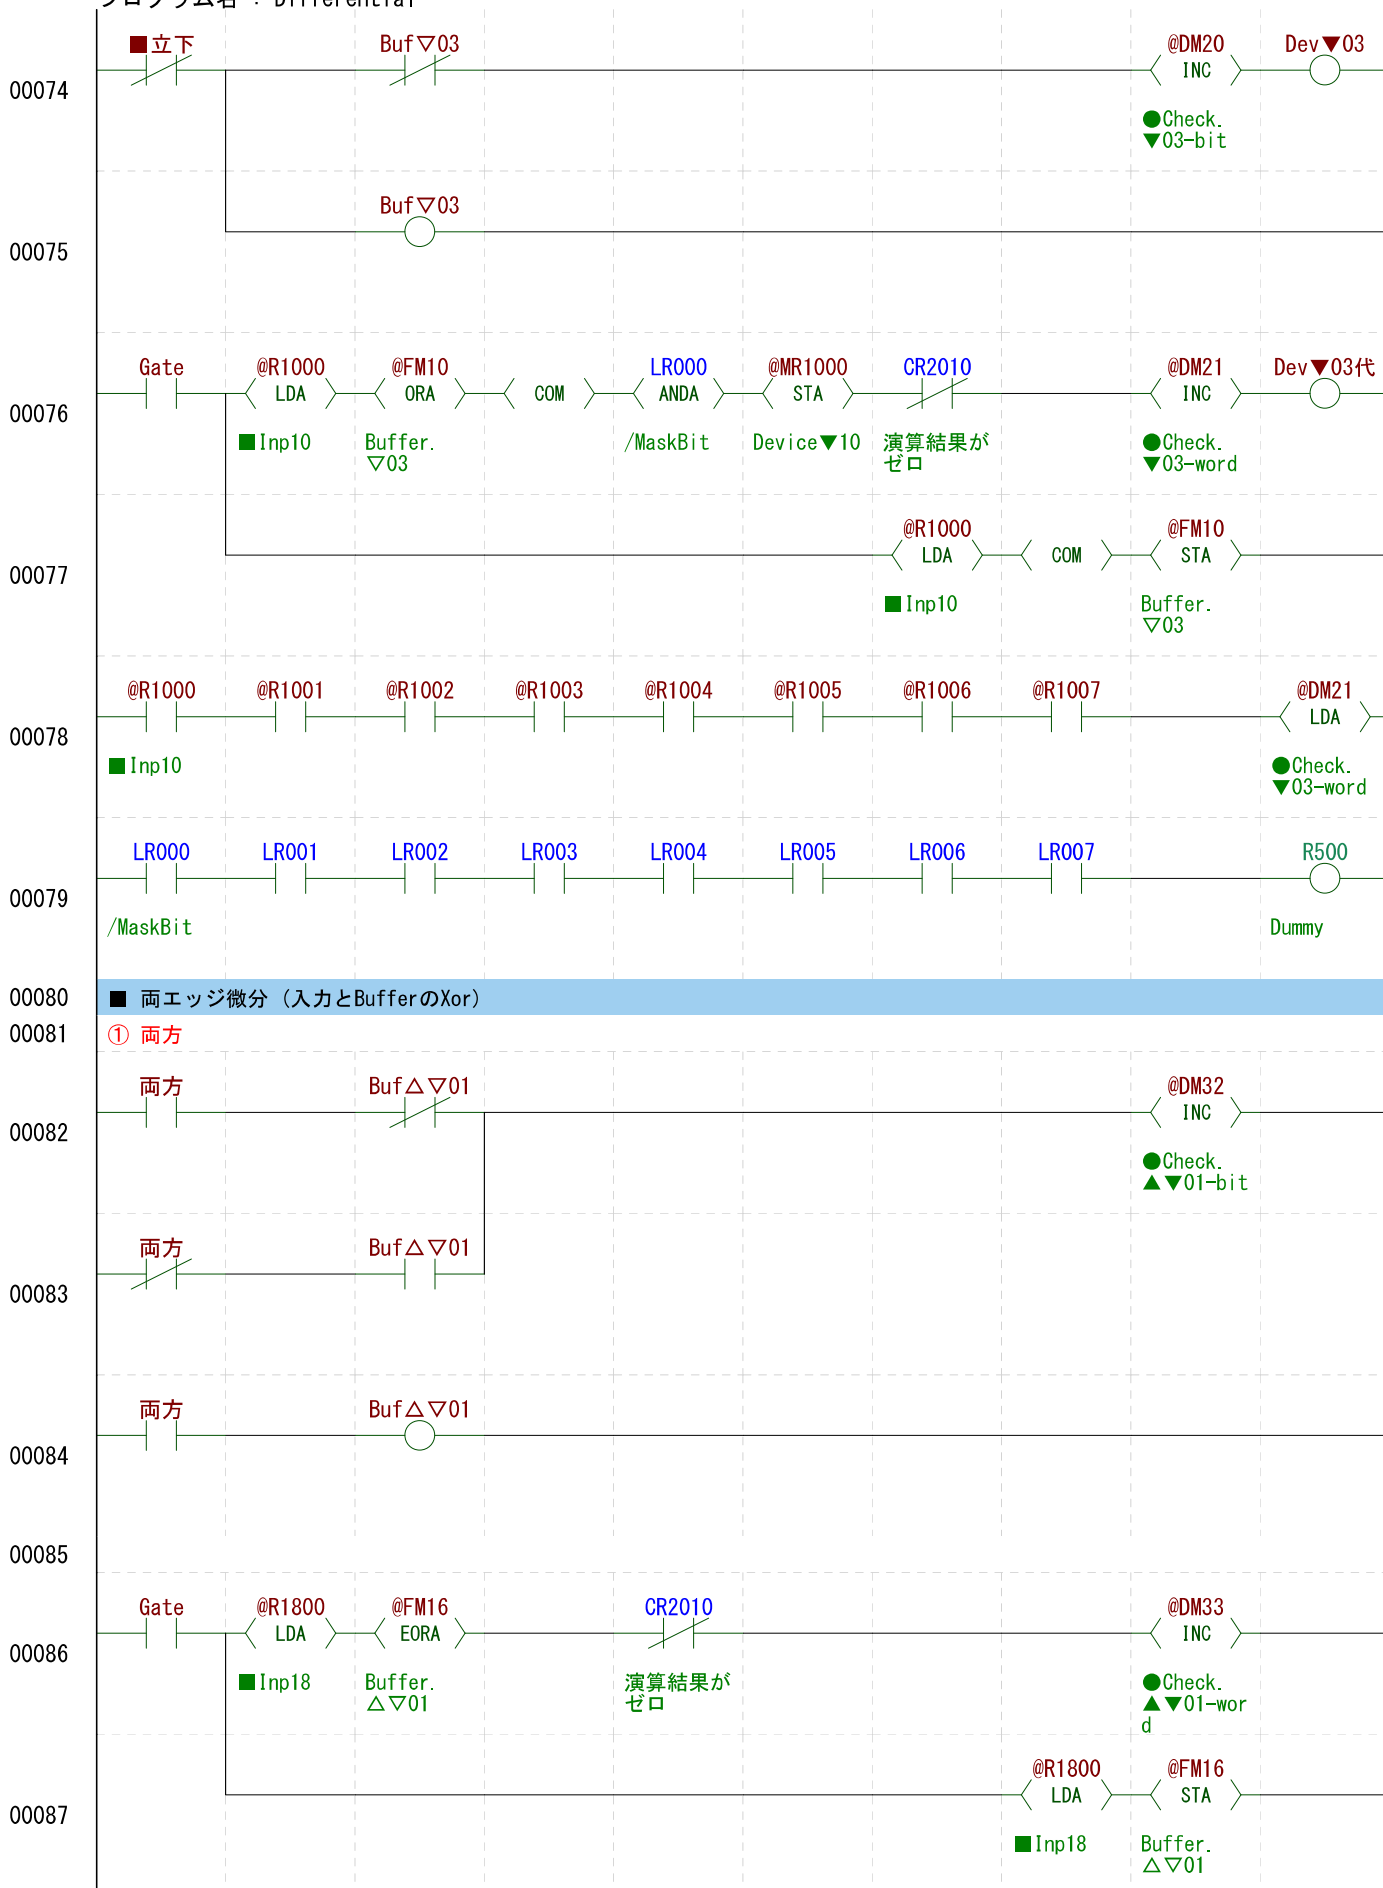 プログラム名 : Differential
■立下 Buf▽03 @DM20 Dev▼03
00074 INC
●Check.
▼03-bit
Buf▽03
00075
Gate @R1000 @FM10 LR000 @MR1000 CR2010 @DM21 Dev▼03代
LDA ORA COM ANDA STA INC
00076
■Inp10 Buffer. /MaskBit Device▼10 演算結果が ●Check.
▽03 ゼロ ▼03-word
@R1000 @FM10
LDA COM STA
00077
■Inp10 Buffer.
▽03
@R1000 @R1001 @R1002 @R1003 @R1004 @R1005 @R1006 @R1007 @DM21
LDA
00078
■Inp10 ●Check.
▼03-word
LR000 LR001 LR002 LR003 LR004 LR005 LR006 LR007 R500
00079
/MaskBit Dummy
00080 ■ 両エッジ微分 (入力とBufferのXor)
00081 ① 両方
両方 Buf△▽01 @DM32
INC
00082
●Check.
▲▼01-bit
両方 Buf△▽01
00083
両方 Buf△▽01
00084
00085
Gate @R1800 @FM16 CR2010 @DM33
LDA EORA INC
00086
■Inp18 Buffer. 演算結果が ●Check.
△▽01 ゼロ ▲▼01-wor
d
@R1800 @FM16
LDA STA
00087
■Inp18 Buffer.
△▽01